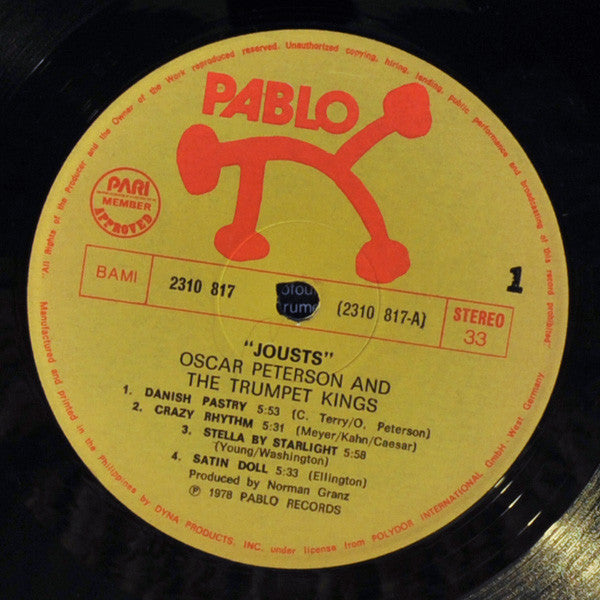 All Rights of the Producer and the Owner of the Work reproduced reserved. Unauthorized copying, hiring, lending, public performance and broadcasting of this record prohibited.
PABLO
PARI
MEMBER
APPROVED
1
BAMI
2310 817
(2310 817-A)
STEREO
33
"JOUSTS"
OSCAR PETERSON AND
THE TRUMPET KINGS
1. DANISH PASTRY 5:53 (C. Terry/O. Peterson)
2. CRAZY RHYTHM 5:31 (Meyer/Kahn/Caesar)
3. STELLA BY STARLIGHT 5:58
(Young/Washington)
4. SATIN DOLL 5:33 (Ellington)
Produced by Norman Granz
Ⓟ 1978 PABLO RECORDS
Manufactured and printed in the Philippines by DYNA PRODUCTS, INC. under license from POLYDOR INTERNATIONAL GmbH - West Germany.